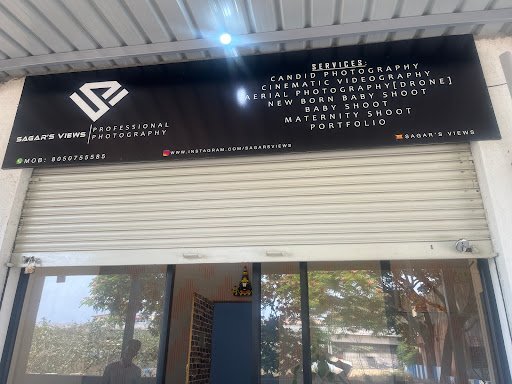 SAGAR'S VIEWS
PROFESSIONAL
PHOTOGRAPHY
MOB: 8050755585
SERVICES:
CANDID PHOTOGRAPHY
CINEMATIC VIDEOGRAPHY
AERIAL PHOTOGRAPHY[DRONE]
NEW BORN BABY SHOOT
BABY SHOOT
MATERNITY SHOOT
PORTFOLIO
WWW.INSTAGRAM.COM/SAGARSVIEWS
SAGAR'S VIEWS